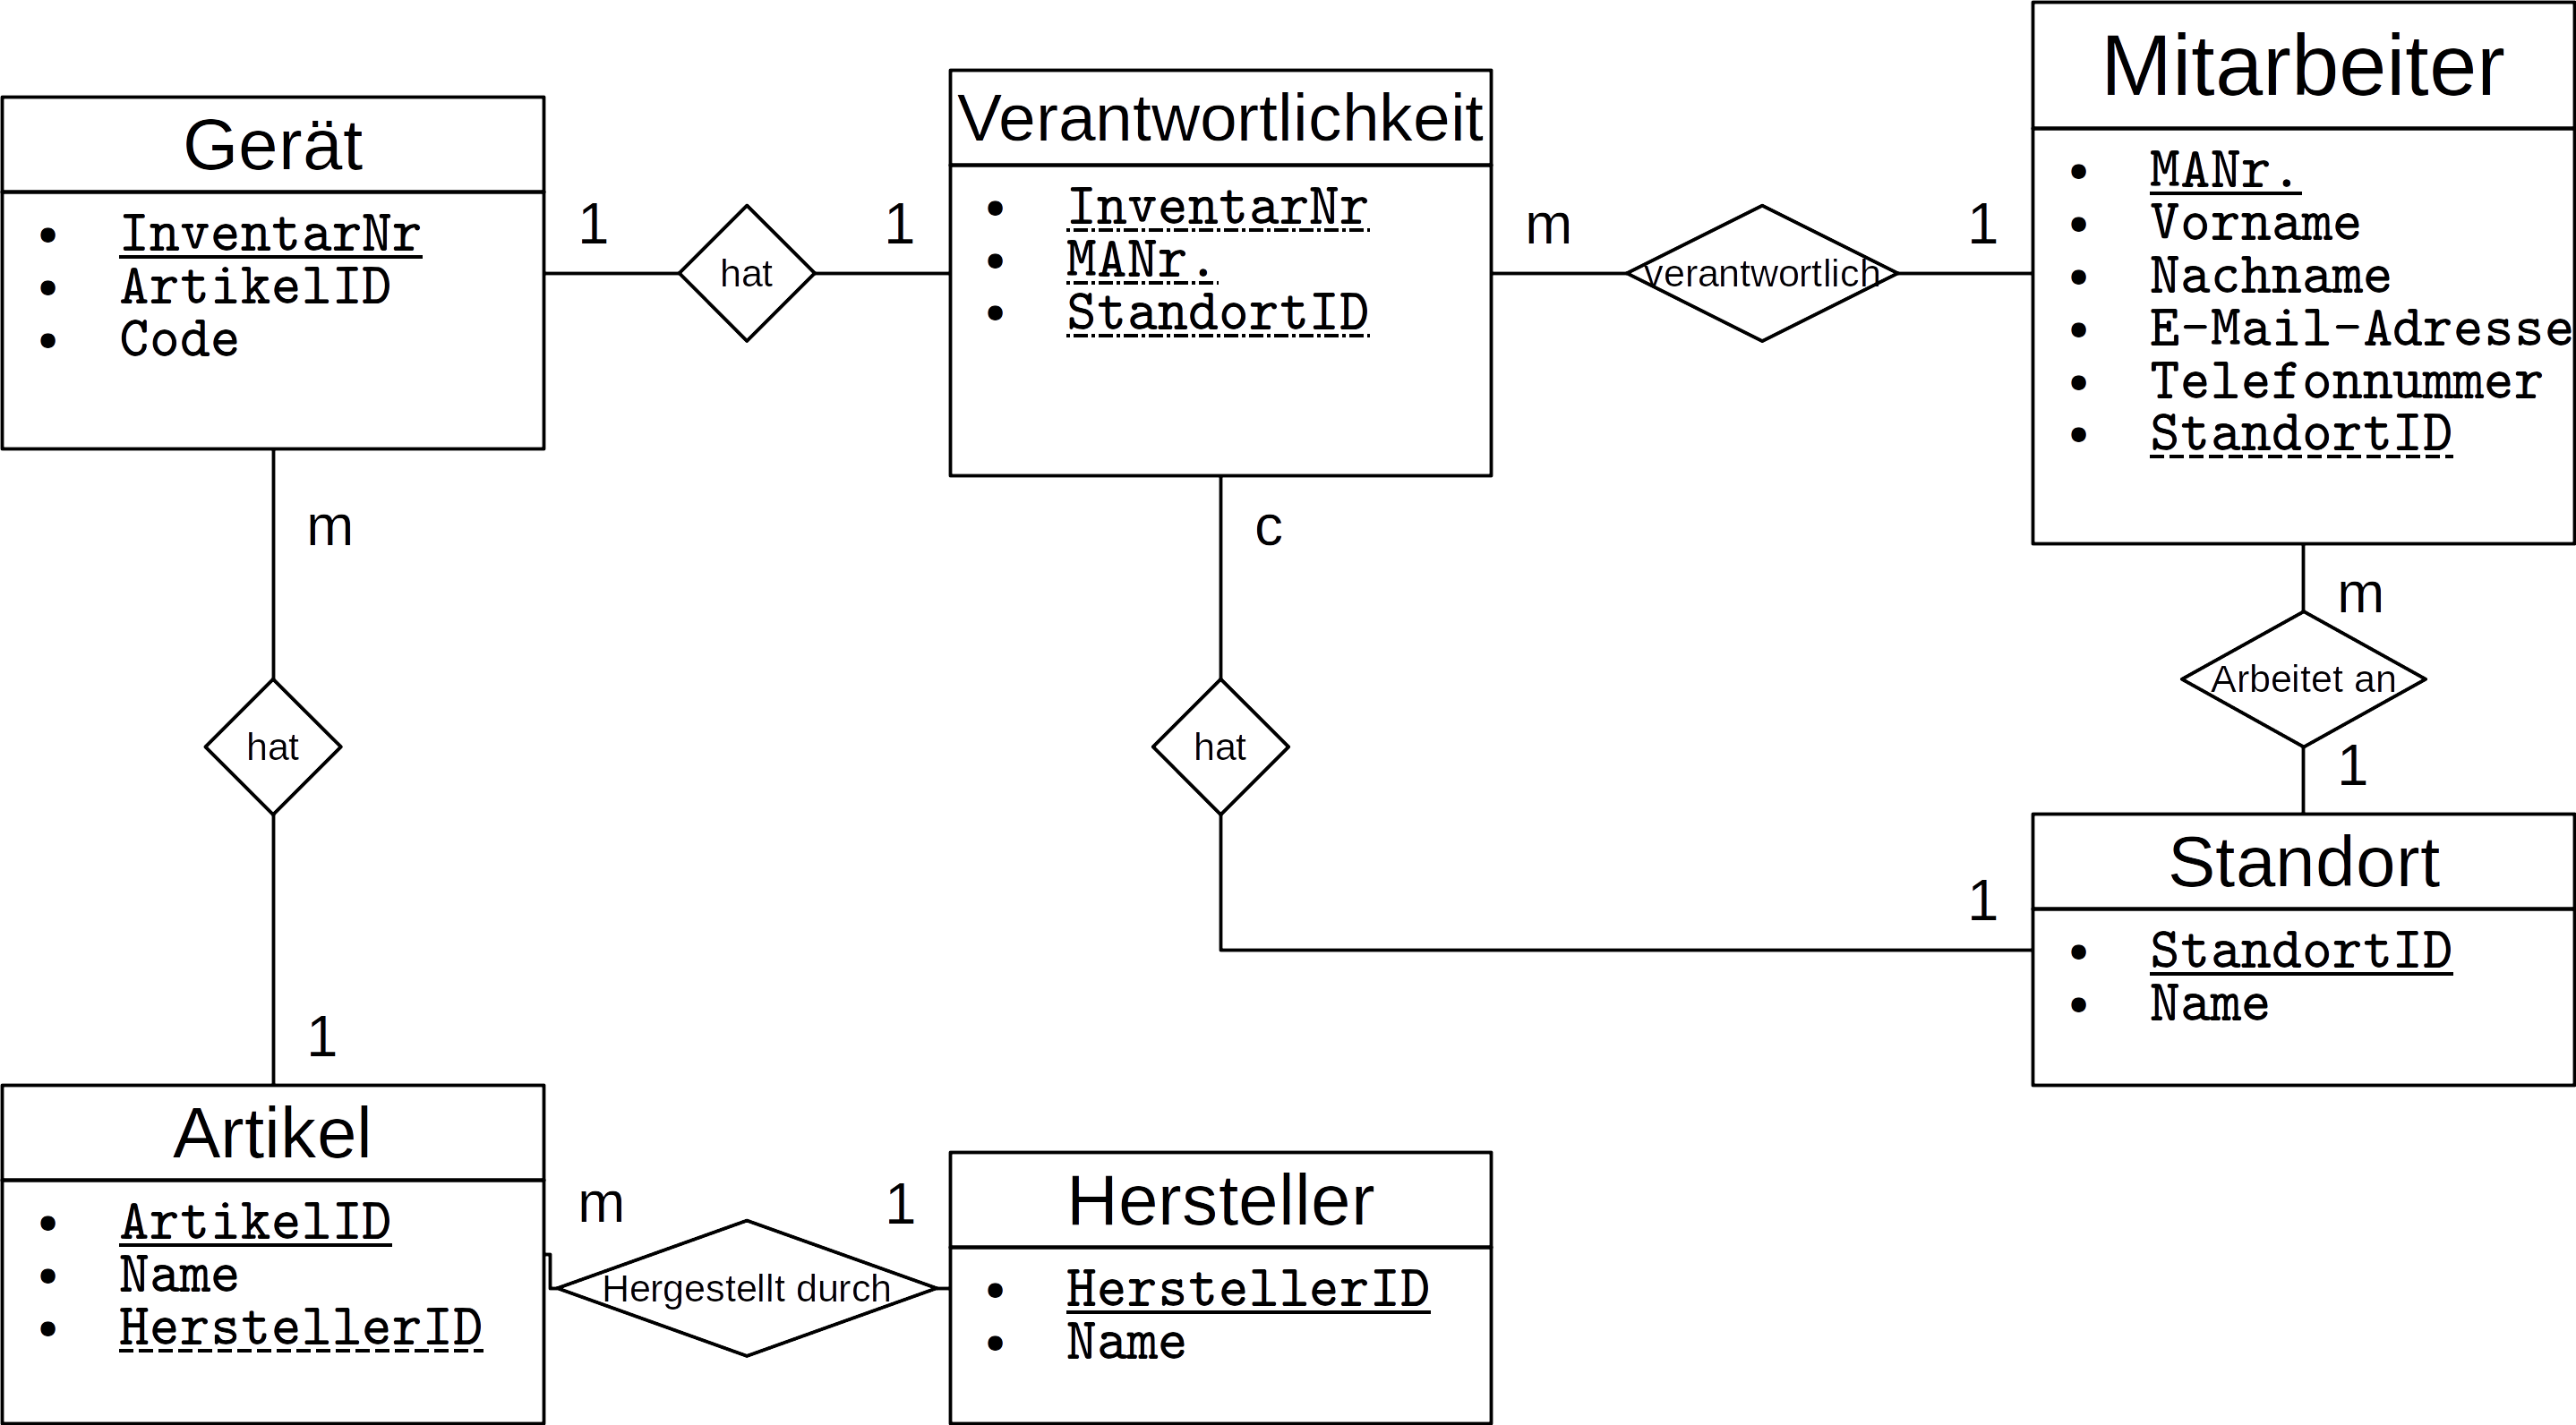 Gerät
• InventarNr
• ArtikelID
• Code
1
hat
1
Verantwortlichkeit
• InventarNr
• MANr.
• StandortID
m
verantwortlich
1
Mitarbeiter
• MANr.
• Vorname
• Nachname
• E-Mail-Adresse
• Telefonnummer
• StandortID
m
hat
1
c
hat
1
m
Arbeitet an
1
Standort
• StandortID
• Name
Artikel
• ArtikelID
• Name
• HerstellerID
m
Hergestellt durch
1
Hersteller
• HerstellerID
• Name